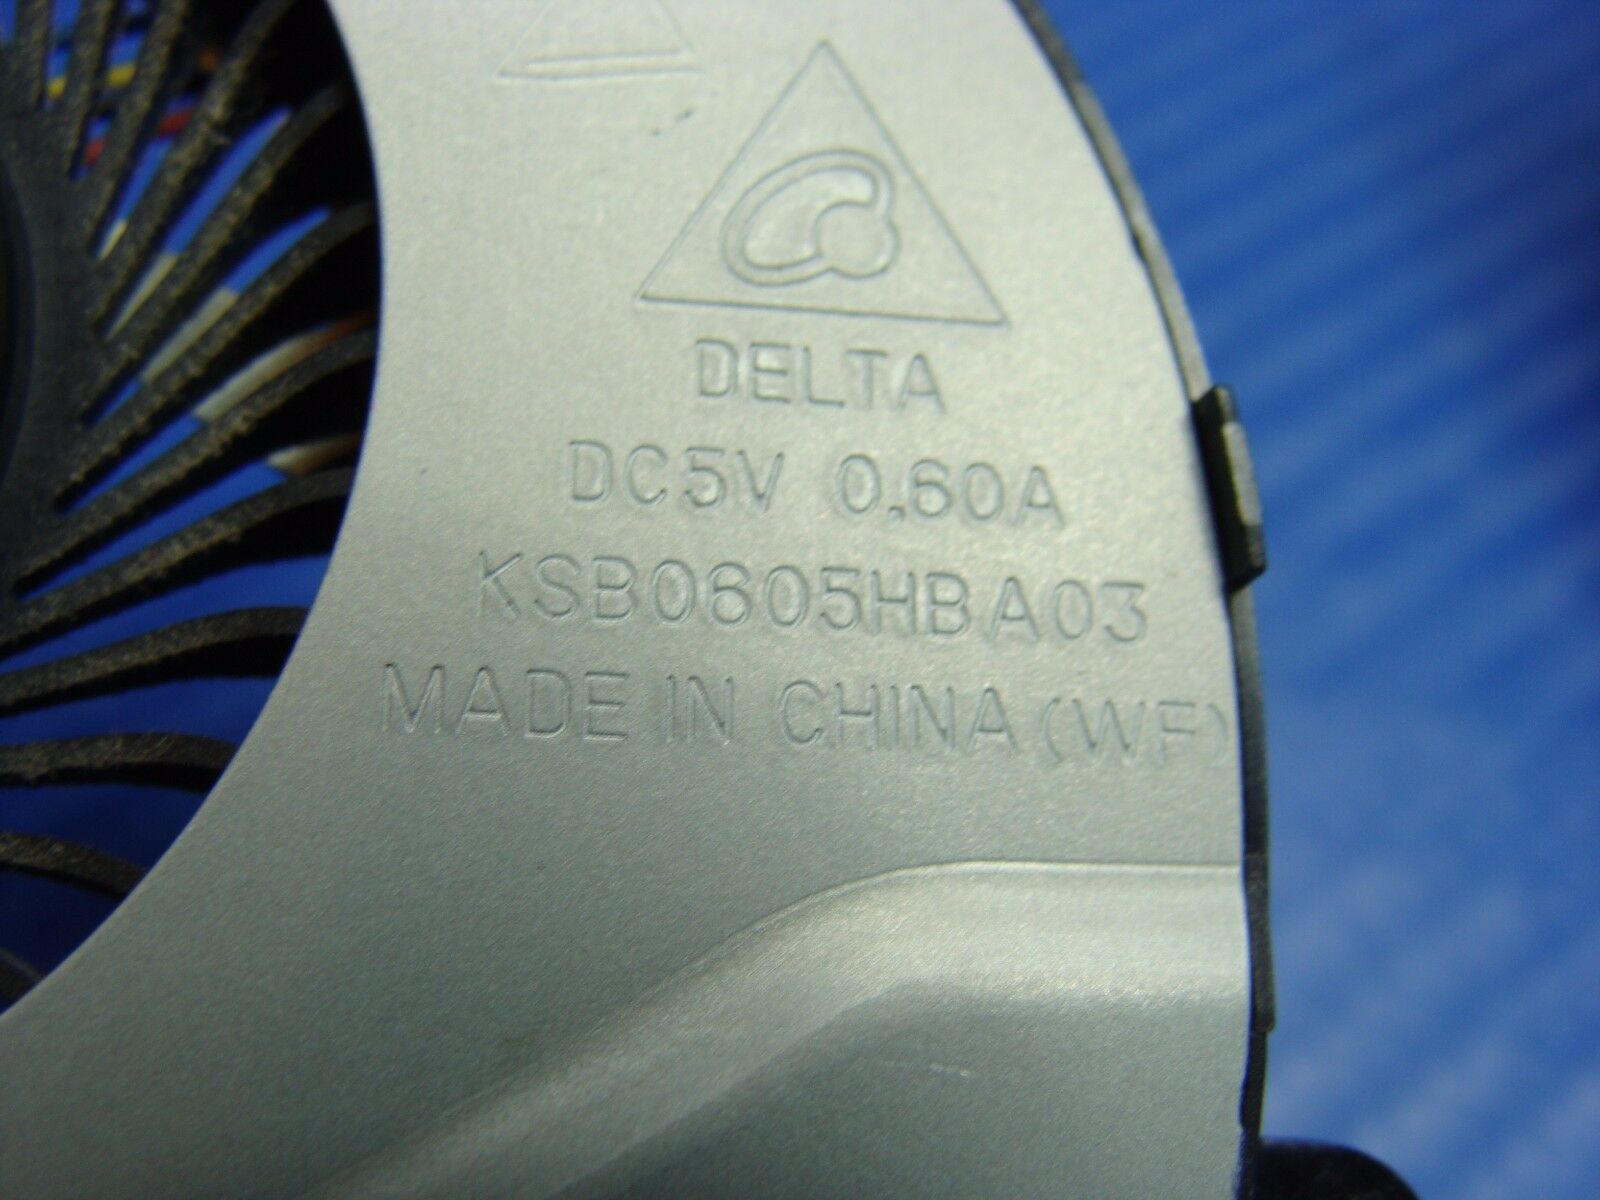 DELTA
DC5V 0.60A
KSB0605HBA03
MADE IN CHINA (WF)